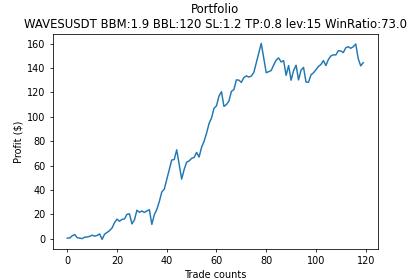 Portfolio
WAVESUSDT BBM:1.9 BBL:120 SL:1.2 TP:0.8 lev:15 WinRatio:73.0
160
140
120
100
80
60
40
20
0
Profit ($)
0 20 40 60 80 100 120
Trade counts